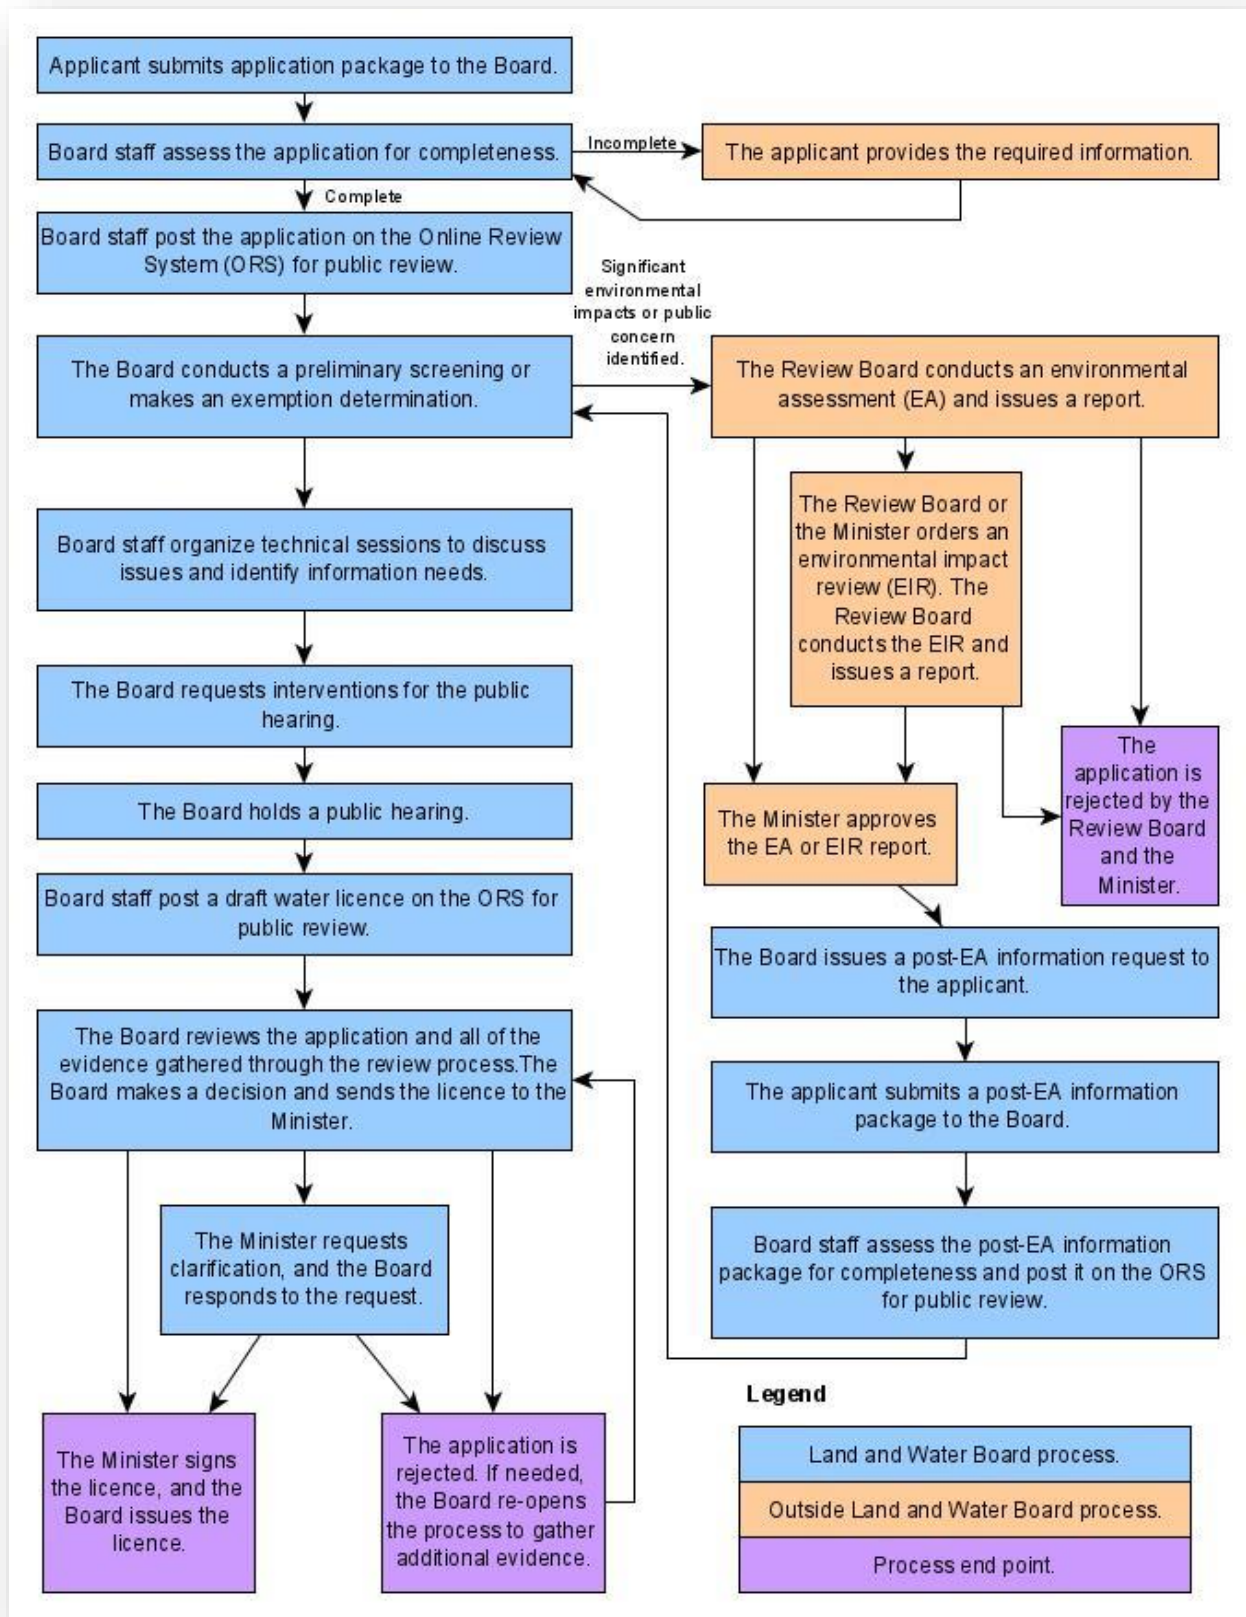 Applicant submits application package to the Board.
Board staff assess the application for completeness.
Incomplete
The applicant provides the required information.
Complete
Board staff post the application on the Online Review
System (ORS) for public review.
Significant
environmental
impacts or public
concern
identified.
The Board conducts a preliminary screening or
makes an exemption determination.
The Review Board conducts an environmental
assessment (EA) and issues a report.
The Review Board or
the Minister orders an
environmental impact
review (EIR). The
Review Board
conducts the EIR and
issues a report.
Board staff organize technical sessions to discuss
issues and identify information needs.
The Board requests interventions for the public
hearing.
The
application is
rejected by the
Review Board
and the
Minister.
The Board holds a public hearing.
The Minister approves
the EA or EIR report.
Board staff post a draft water licence on the ORS for
public review.
The Board issues a post-EA information request to
the applicant.
The Board reviews the application and all of the
evidence gathered through the review process.The
Board makes a decision and sends the licence to the
Minister.
The applicant submits a post-EA information
package to the Board.
The Minister requests
clarification, and the Board
responds to the request.
Board staff assess the post-EA information
package for completeness and post it on the ORS
for public review.
The Minister signs
the licence, and the
Board issues the
licence.
The application is
rejected. If needed,
the Board re-opens
the process to gather
additional evidence.
Legend
Land and Water Board process.
Outside Land and Water Board process.
Process end point.